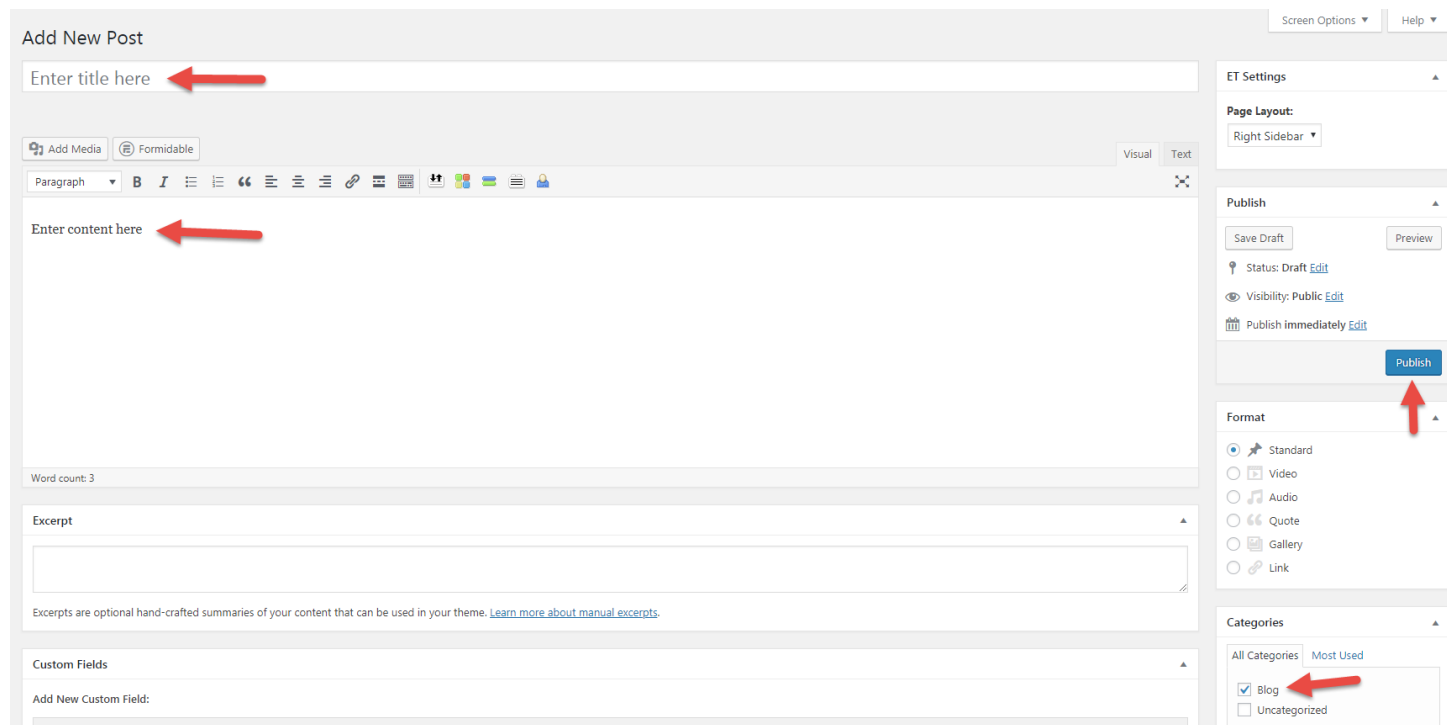 Screen Options Help
Add New Post
Enter title here
Add Media Formidable
Visual Text
Paragraph B I
Enter content here
Word count: 3
Excerpt
Excerpts are optional hand-crafted summaries of your content that can be used in your theme. Learn more about manual excerpts.
Custom Fields
Add New Custom Field:
ET Settings
Page Layout:
Right Sidebar
Publish
Save Draft Preview
Status: Draft Edit
Visibility: Public Edit
Publish immediately Edit
Publish
Format
Standard
Video
Audio
Quote
Gallery
Link
Categories
All Categories Most Used
Blog
Uncategorized